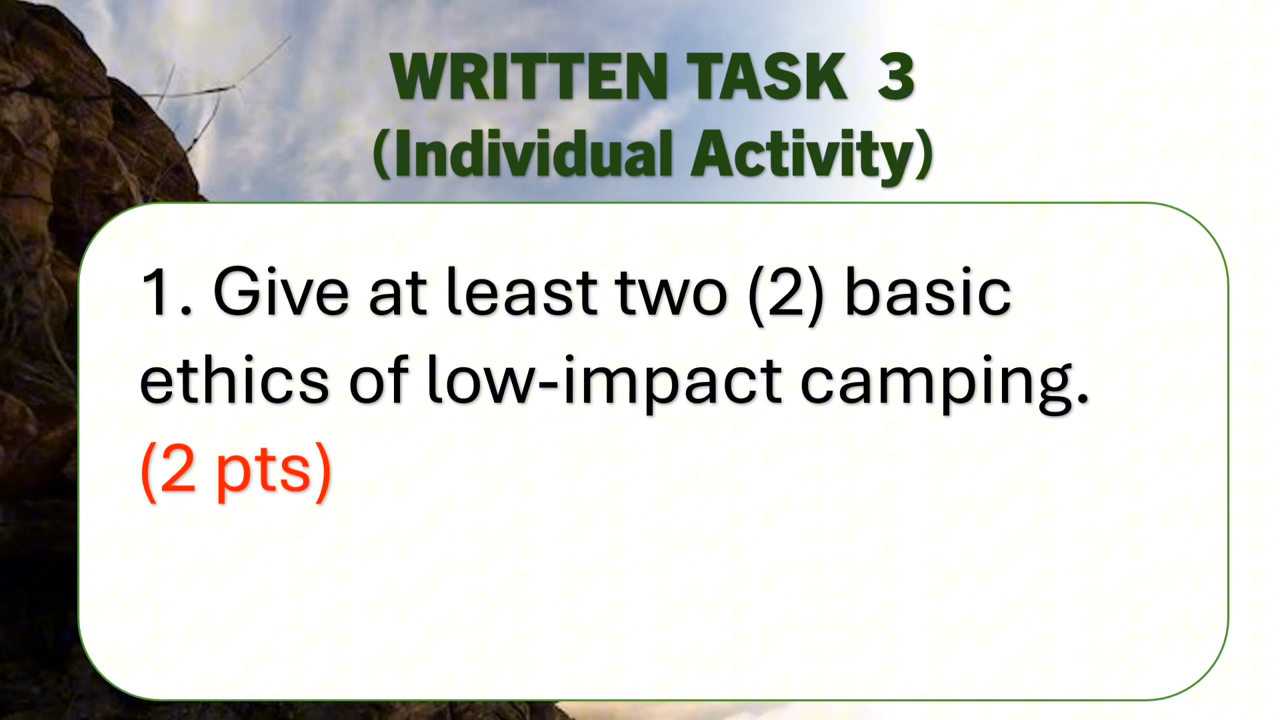 WRITTEN TASK 3
(Individual Activity)
1. Give at least two (2) basic
ethics of low-impact camping.
(2 pts)